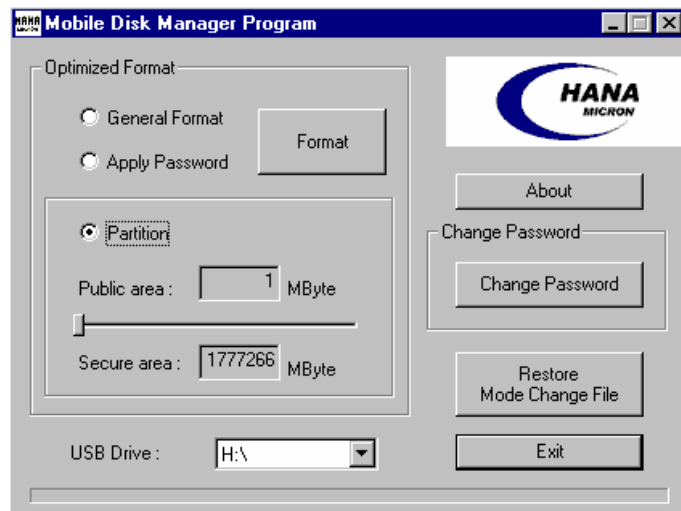 Mobile Disk Manager Program
Optimized Format
General Format
Apply Password
Format
Partition
Public area :
1
MByte
Secure area :
1777266
MByte
USB Drive :
H:\
HANA
MICRON
About
Change Password
Change Password
Restore
Mode Change File
Exit